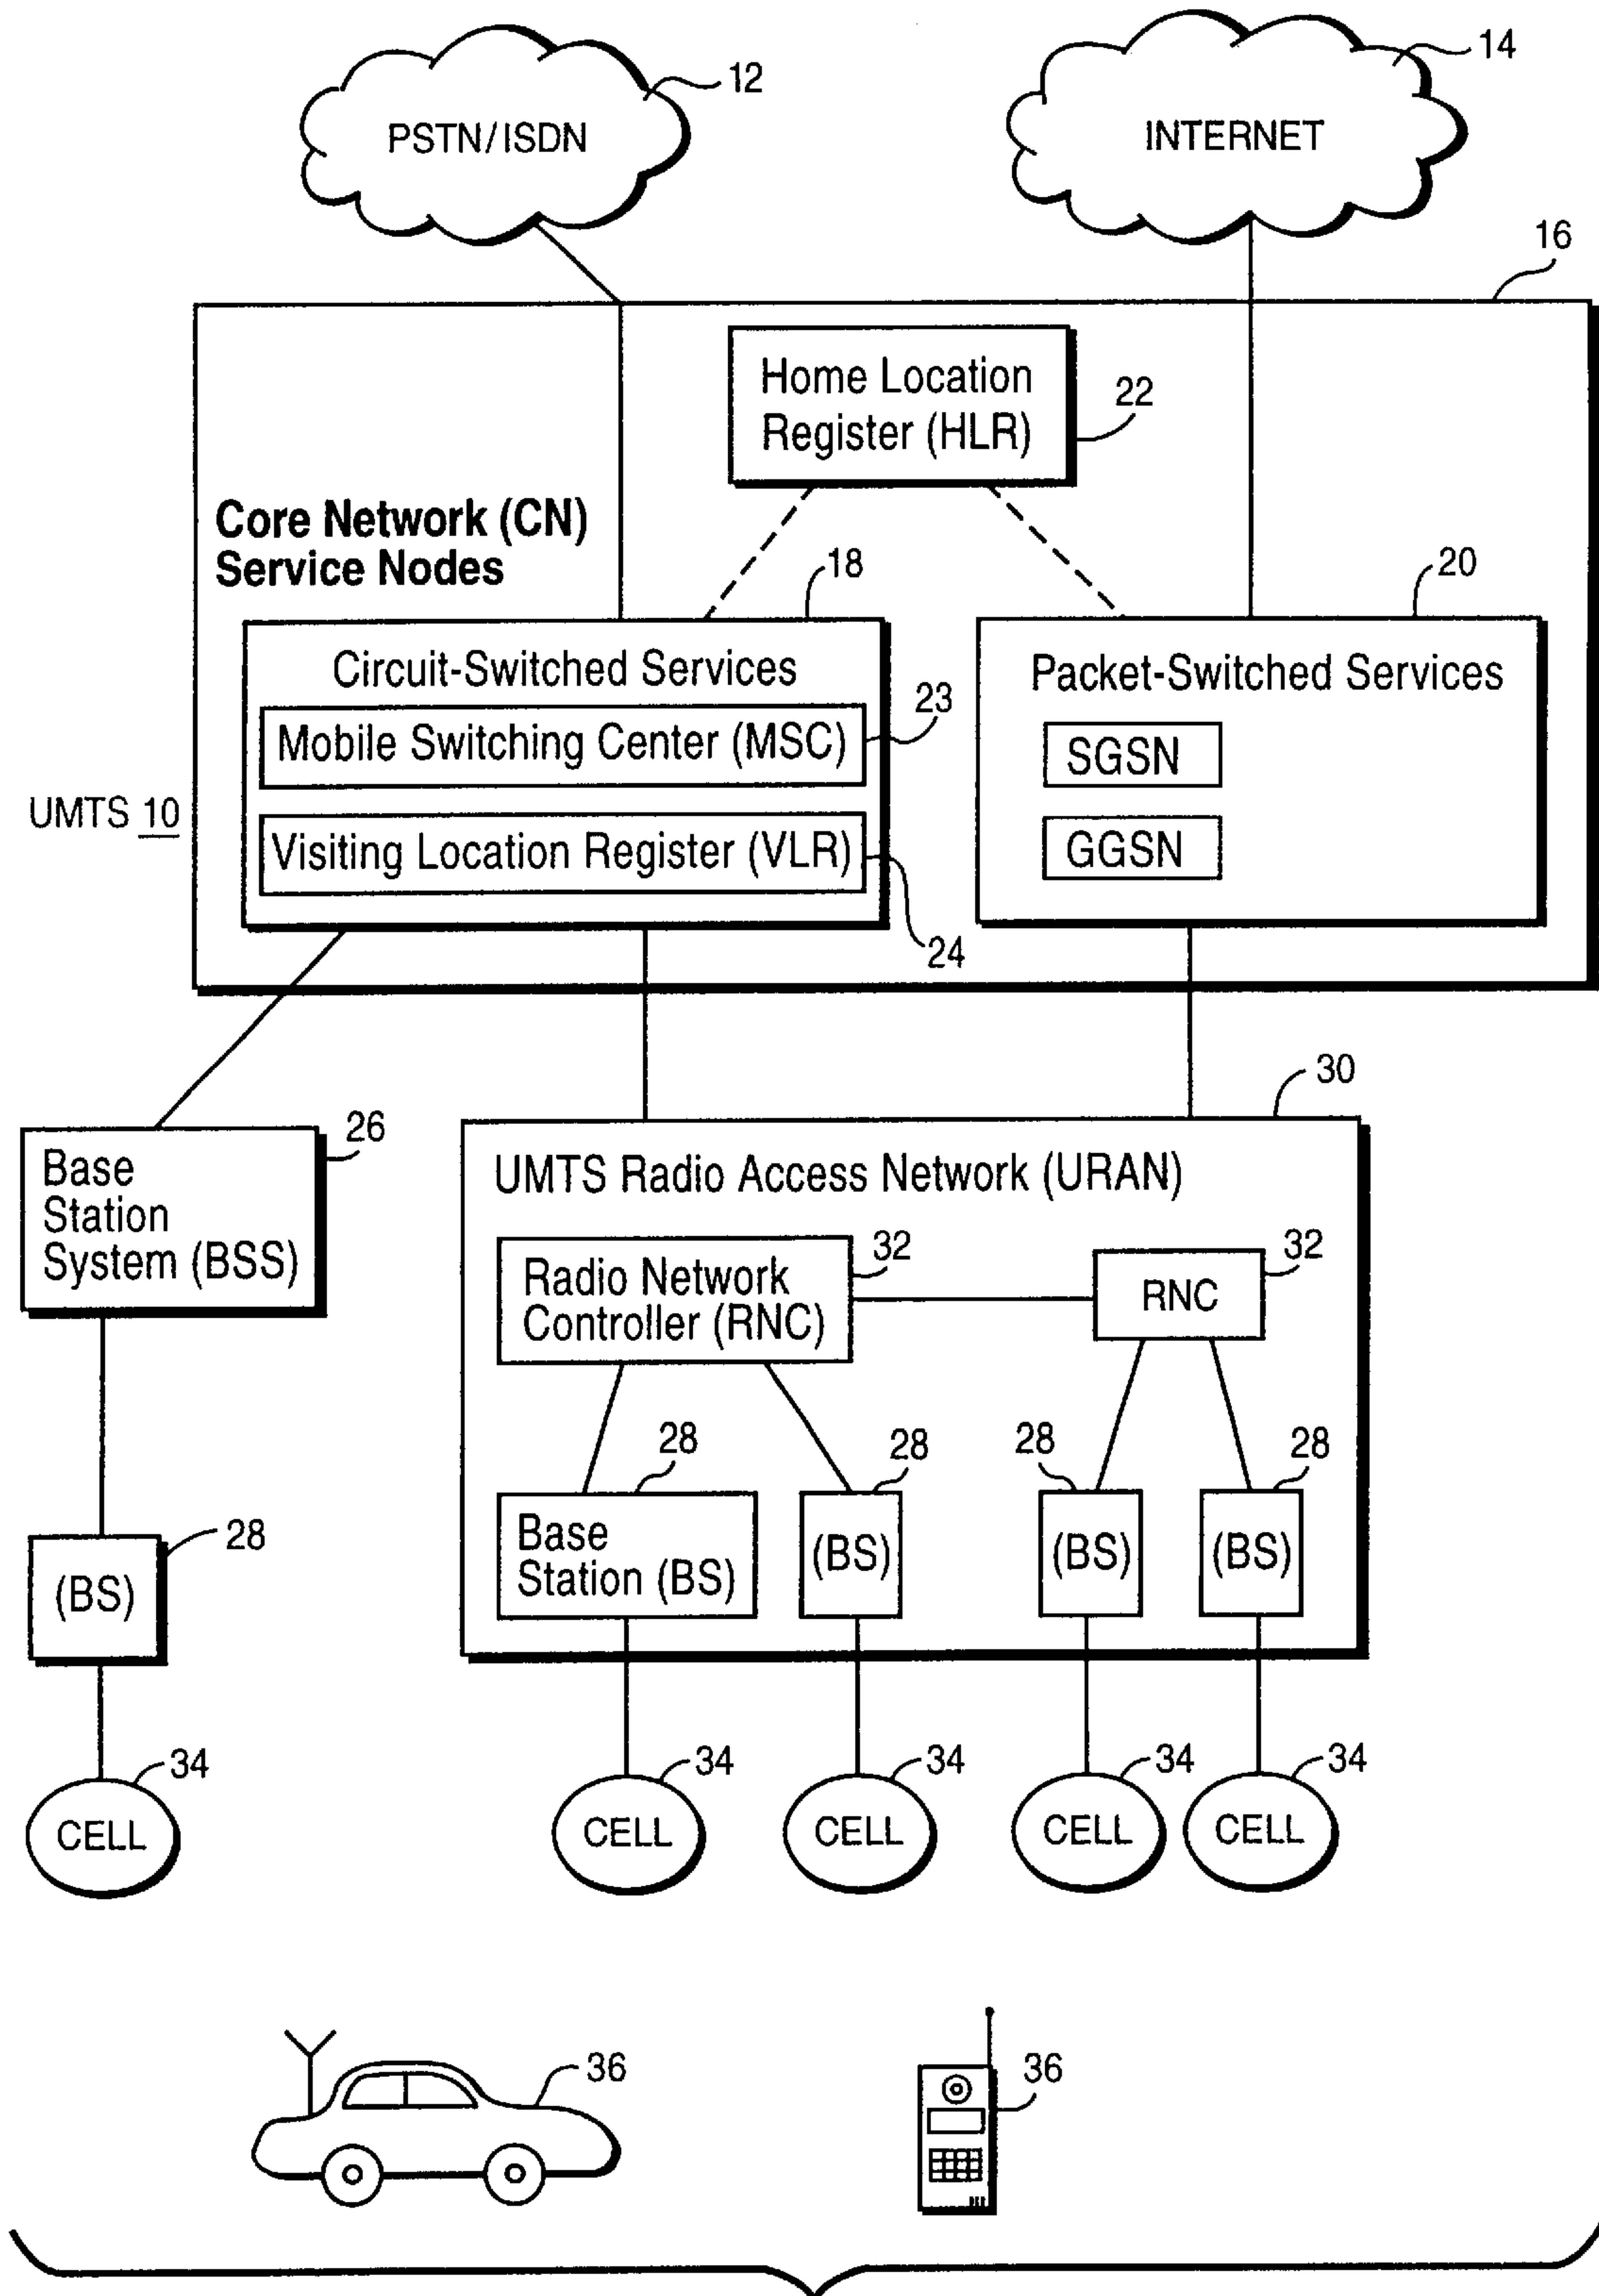 12
14
PSTN/ISDN
INTERNET
16
Home Location
Register (HLR)
22
Core Network (CN)
Service Nodes
18
20
Circuit-Switched Services
Packet-Switched Services
23
Mobile Switching Center (MSC)
SGSN
UMTS 10
Visiting Location Register (VLR)
GGSN
24
30
26
Base
Station
System (BSS)
UMTS Radio Access Network (URAN)
32
32
Radio Network
Controller (RNC)
RNC
28
28
28
28
Base
Station (BS)
(BS)
(BS)
(BS)
28
(BS)
34
34
34
34
34
CELL
CELL
CELL
CELL
CELL
36
36